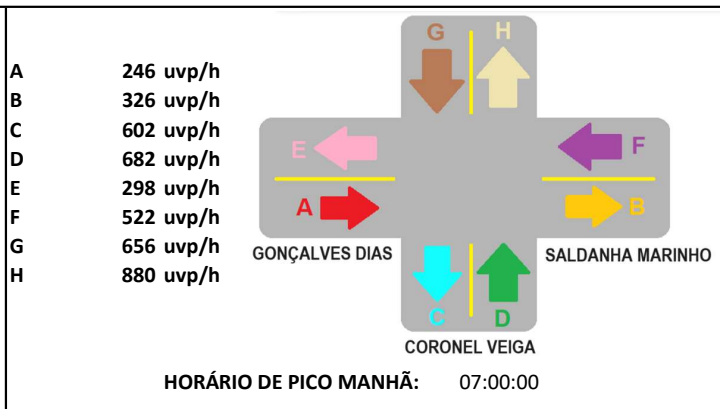 A 246 uvp/h
B 326 uvp/h
C 602 uvp/h
D 682 uvp/h
E 298 uvp/h
F 522 uvp/h
G 656 uvp/h
H 880 uvp/h
G H
E F
A B
GONÇALVES DIAS SALDANHA MARINHO
C D
CORONEL VEIGA
HORÁRIO DE PICO MANHÃ: 07:00:00